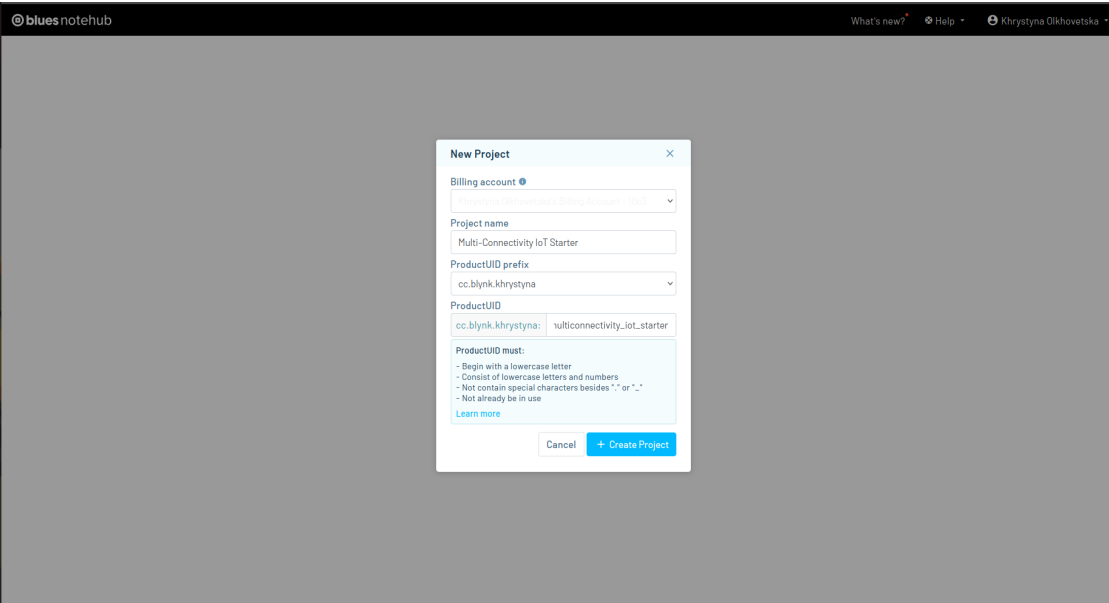 blues notehub
What's new? Help Khrystyna Olkhovetska
New Project
Billing account
Project name
Multi-Connectivity IoT Starter
ProductUID prefix
cc.blynk.khrystyna
ProductUID
cc.blynk.khrystyna: multiconnectivity_iot_starter
ProductUID must:
- Begin with a lowercase letter
- Consist of lowercase letters and numbers
- Not contain special characters besides "." or "_"
- Not already be in use
Learn more
Cancel + Create Project